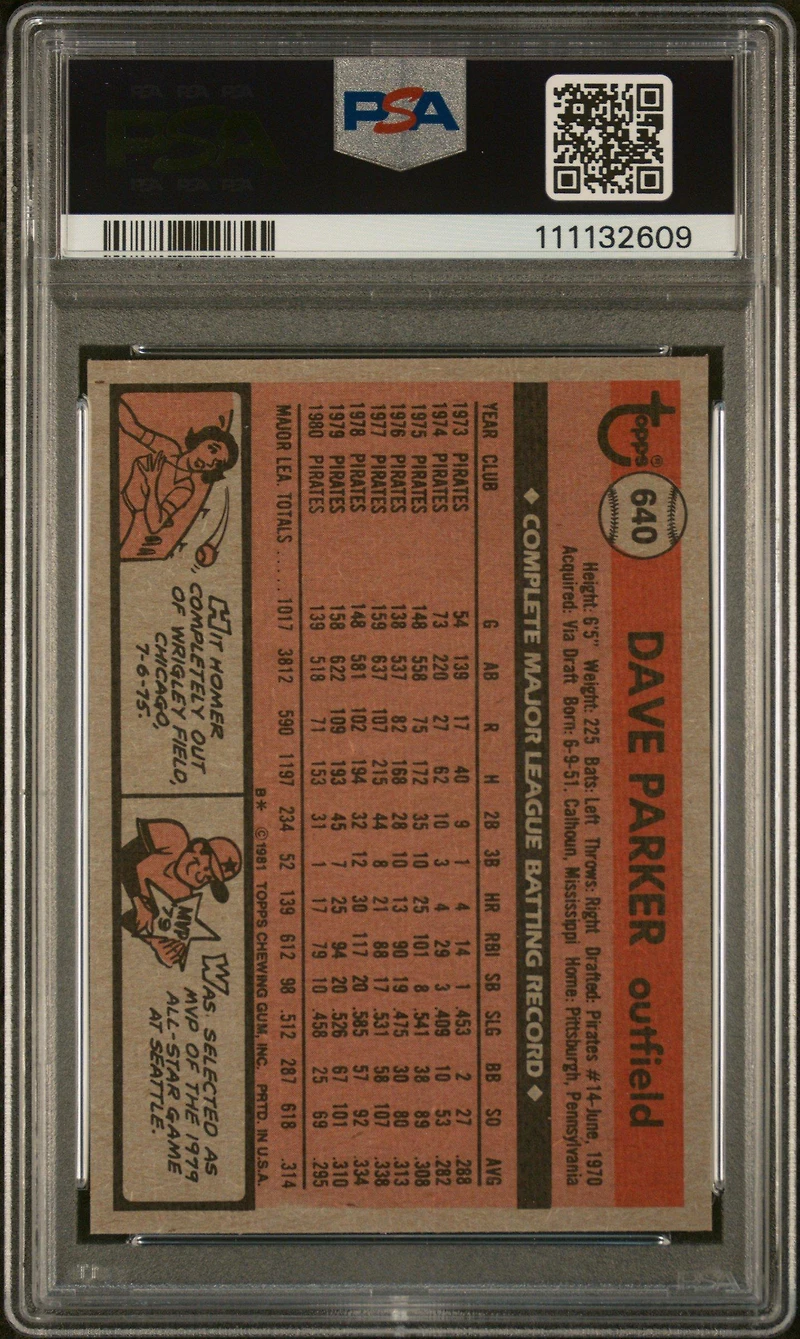 PSA PSA PSA
PSA
PSA PSA PSA
PSA
111132609
Topps®
640
DAVE PARKER outfield
Height: 6'5" Weight: 225 Bats: Left Throws: Right Drafted: Pirates #14-June, 1970
Acquired: Via Draft Born: 6-9-51, Calhoun, Mississippi Home: Pittsburgh, Pennsylvania
◆ COMPLETE MAJOR LEAGUE BATTING RECORD ◆
YEAR CLUB G AB R H 2B 3B HR RBI SB SLG BB SO AVG
1973 PIRATES 54 139 17 40 9 1 4 14 1 .453 2 27 .288
1974 PIRATES 73 220 27 62 10 3 4 29 3 .409 10 53 .282
1975 PIRATES 148 558 75 172 35 10 25 101 8 .541 38 89 .308
1976 PIRATES 138 537 82 168 28 10 13 90 19 .475 30 80 .313
1977 PIRATES 159 637 107 215 44 8 21 88 17 .531 58 107 .338
1978 PIRATES 148 581 102 194 32 12 30 117 20 .585 57 92 .334
1979 PIRATES 158 622 109 193 45 7 25 94 20 .526 67 101 .310
1980 PIRATES 139 518 71 153 31 1 17 79 10 .458 25 69 .295
MAJOR LEA. TOTALS ..... 1017 3812 590 1197 234 52 139 612 98 .512 287 618 .314
B* ©1981 TOPPS CHEWING GUM, INC. PRTD. IN U.S.A.
HIT HOMER
COMPLETELY OUT
OF WRIGLEY FIELD,
CHICAGO,
7-6-75.
MVP
79
WAS SELECTED AS
MVP OF THE 1979
ALL-STAR GAME
AT SEATTLE.
PSA